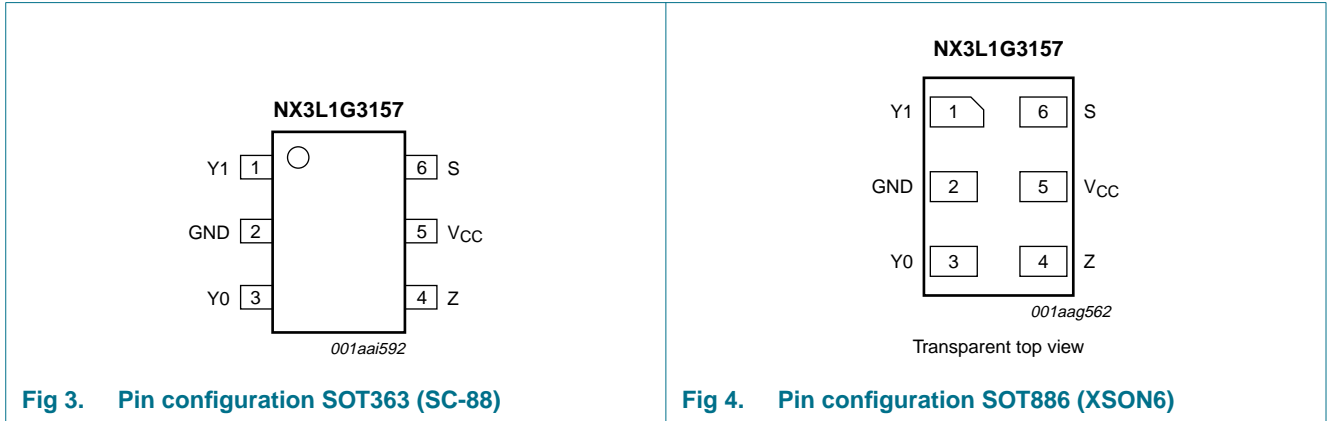 NX3L1G3157
Y1 1 6 S
GND 2 5 VCC
Y0 3 4 Z
001aai592
Fig 3. Pin configuration SOT363 (SC-88)
NX3L1G3157
Y1 1 6 S
GND 2 5 VCC
Y0 3 4 Z
001aag562
Transparent top view
Fig 4. Pin configuration SOT886 (XSON6)